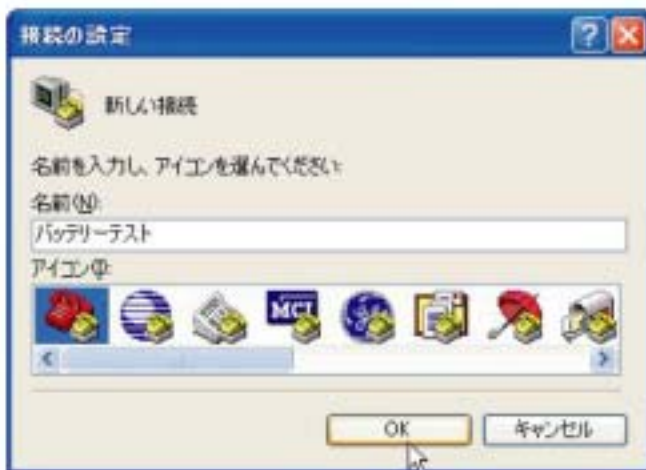 接続の設定
新しい接続
名前を入力し、アイコンを選んでください:
名前(N):
バッテリーテスト
アイコン(I):
MCI
OK
キャンセル